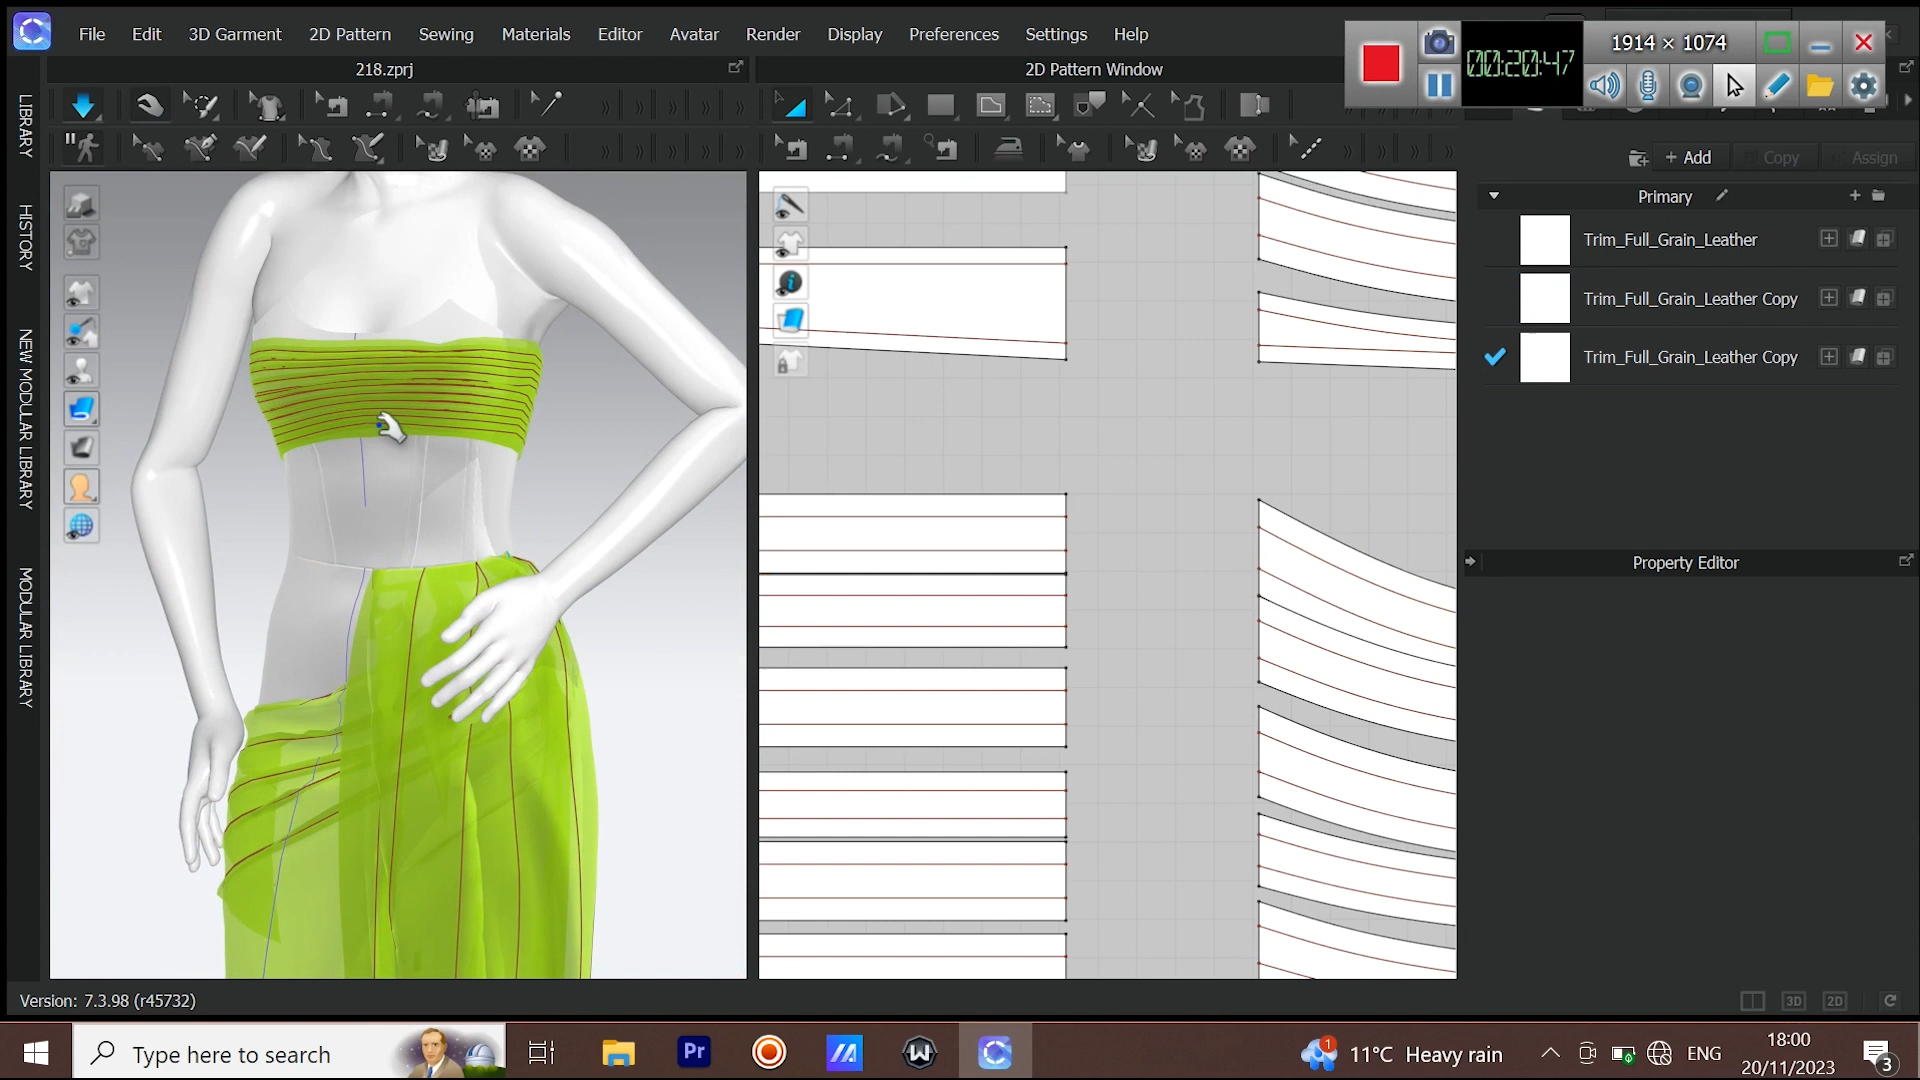 File Edit 3D Garment 2D Pattern Sewing Materials Editor Avatar Render Display Preferences Settings Help
1914 × 1074
00:20:47
218.zprj
2D Pattern Window
LIBRARY
HISTORY
NEW MODULAR LIBRARY
MODULAR LIBRARY
+ Add
Copy
Assign
Primary
Trim_Full_Grain_Leather
Trim_Full_Grain_Leather Copy
Trim_Full_Grain_Leather Copy
Property Editor
Version: 7.3.98 (r45732)
3D
2D
Type here to search
Pr
1
11°C Heavy rain
ENG
18:00
20/11/2023
3